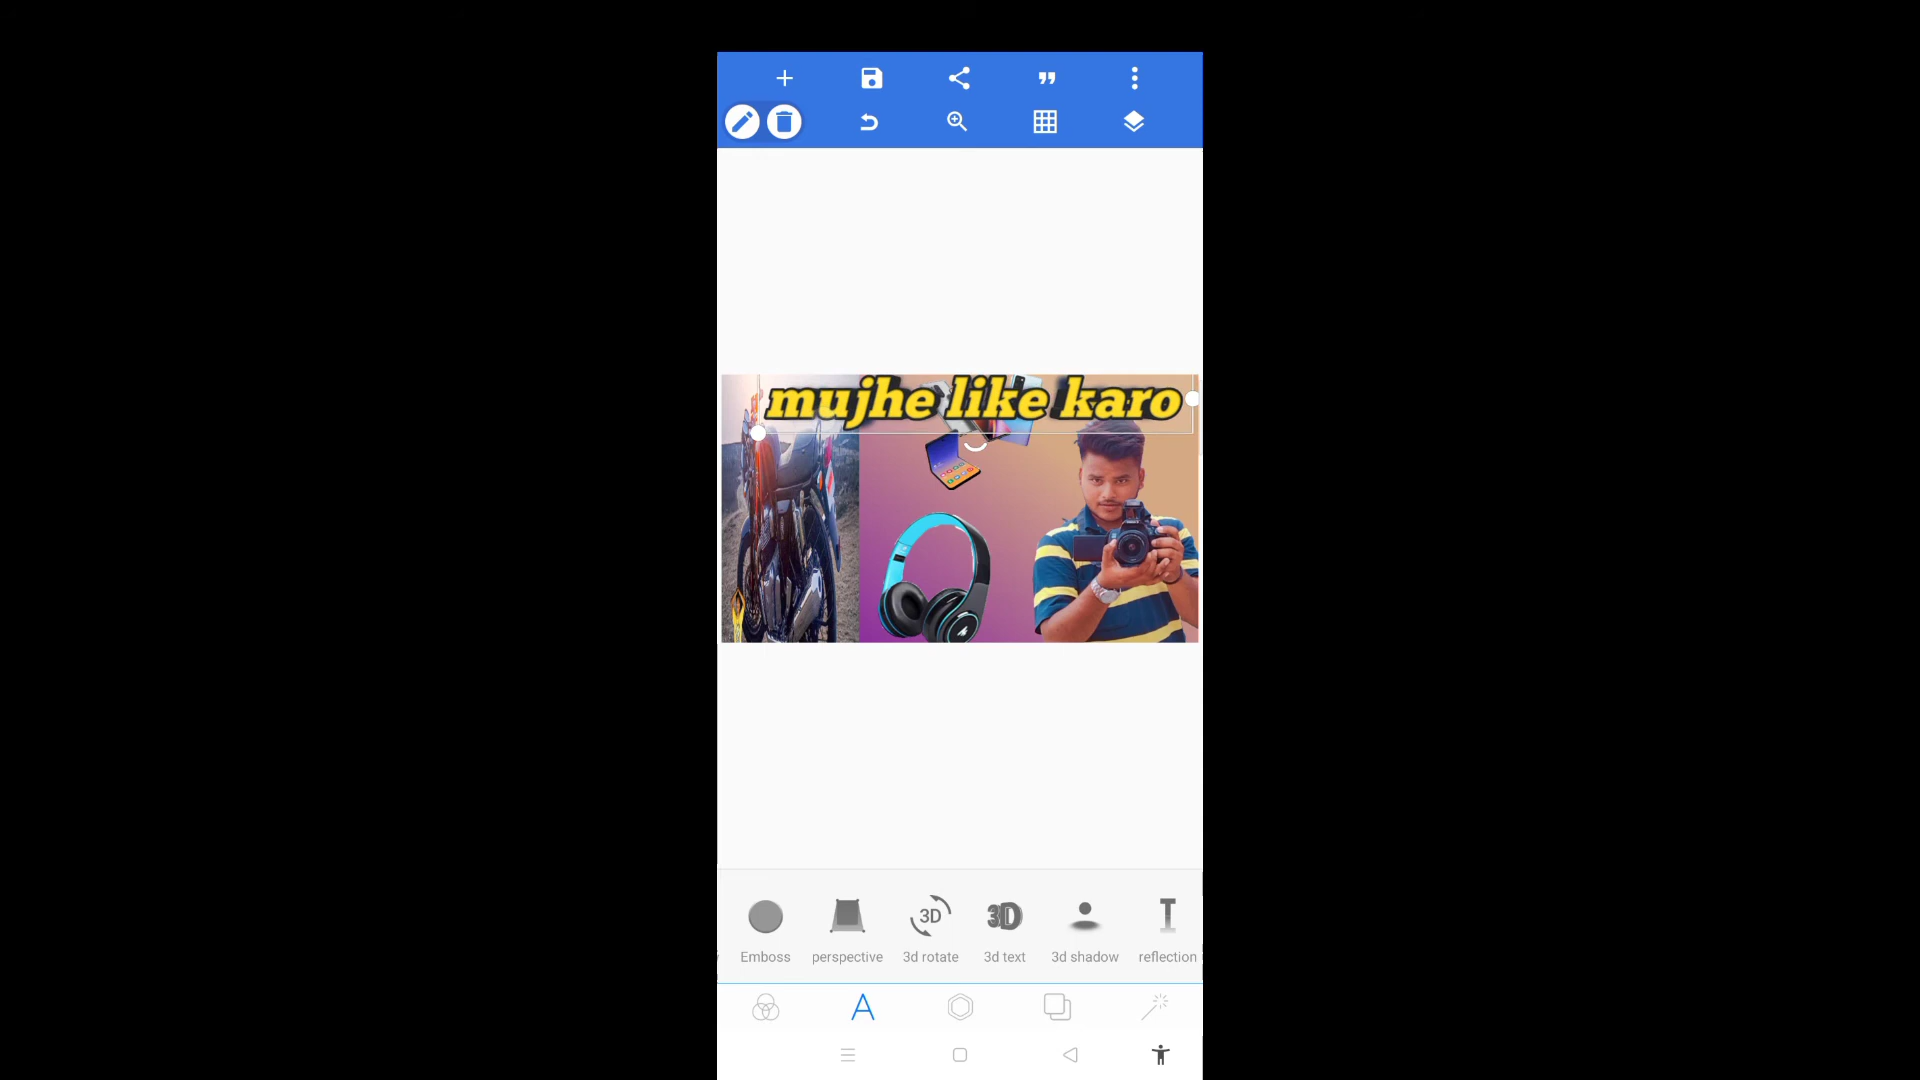 mujhe like karo
Emboss
perspective
3d rotate
3d text
3d shadow
reflection